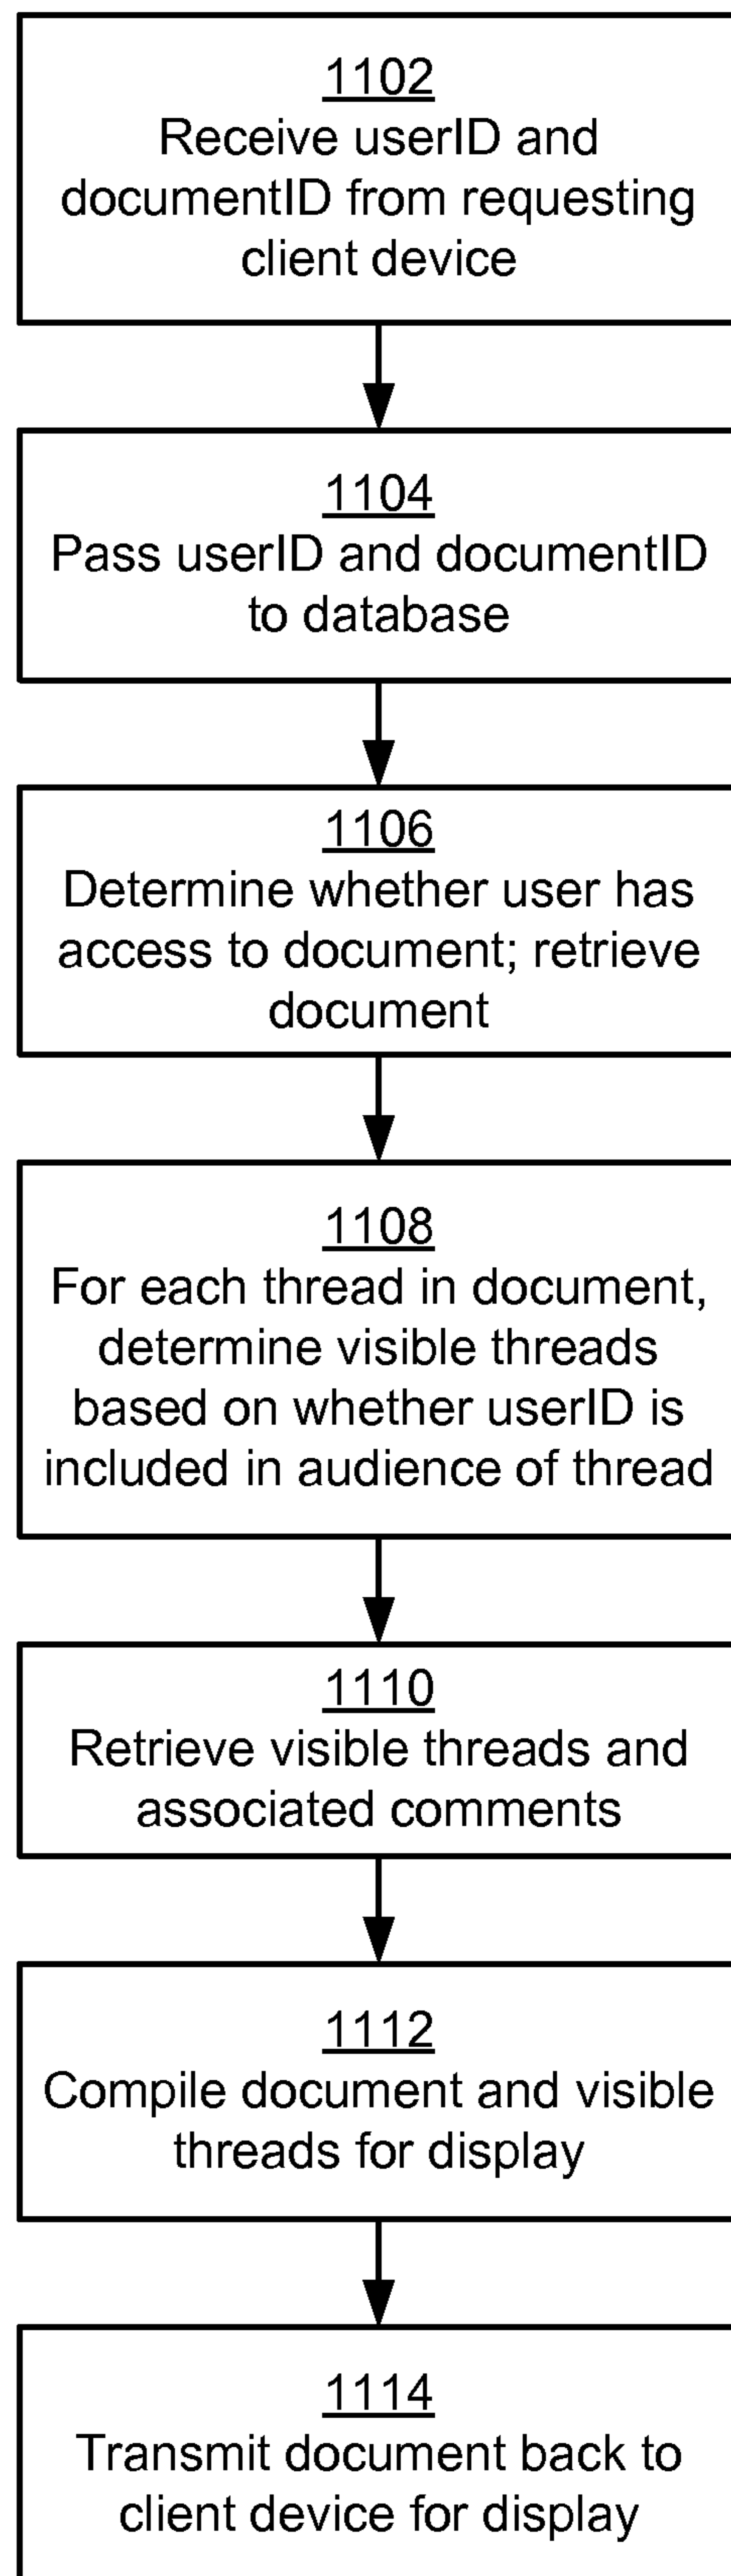 1102
Receive userID and
documentID from requesting
client device
1104
Pass userID and documentID
to database
1106
Determine whether user has
access to document; retrieve
document
1108
For each thread in document,
determine visible threads
based on whether userID is
included in audience of thread
1110
Retrieve visible threads and
associated comments
1112
Compile document and visible
threads for display
1114
Transmit document back to
client device for display